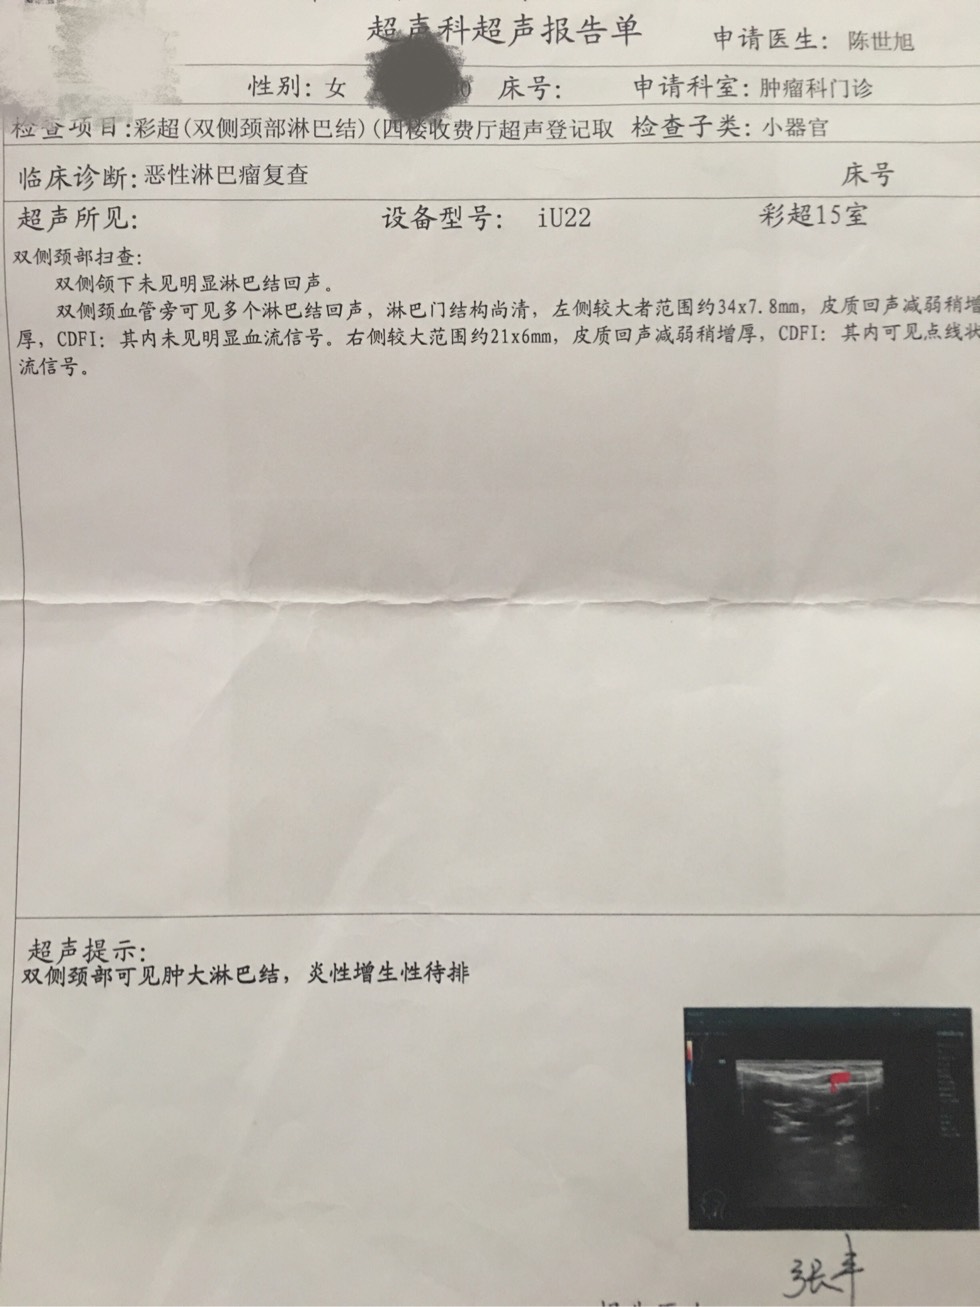 超声科超声报告单 申请医生: 陈世旭
性别: 女 床号: 申请科室: 肿瘤科门诊
检查项目:彩超(双侧颈部淋巴结)(四楼收费厅超声登记取 检查子类: 小器官
临床诊断: 恶性淋巴瘤复查 床号
超声所见: 设备型号: iU22 彩超15室
双侧颈部扫查:
双侧颌下未见明显淋巴结回声。
双侧颈血管旁可见多个淋巴结回声, 淋巴门结构尚清, 左侧较大者范围约34x7.8mm, 皮质回声减弱稍增
厚, CDFI: 其内未见明显血流信号。右侧较大范围约21x6mm, 皮质回声减弱稍增厚, CDFI: 其内可见点线状
流信号。
超声提示:
双侧颈部可见肿大淋巴结, 炎性增生性待排
张丰